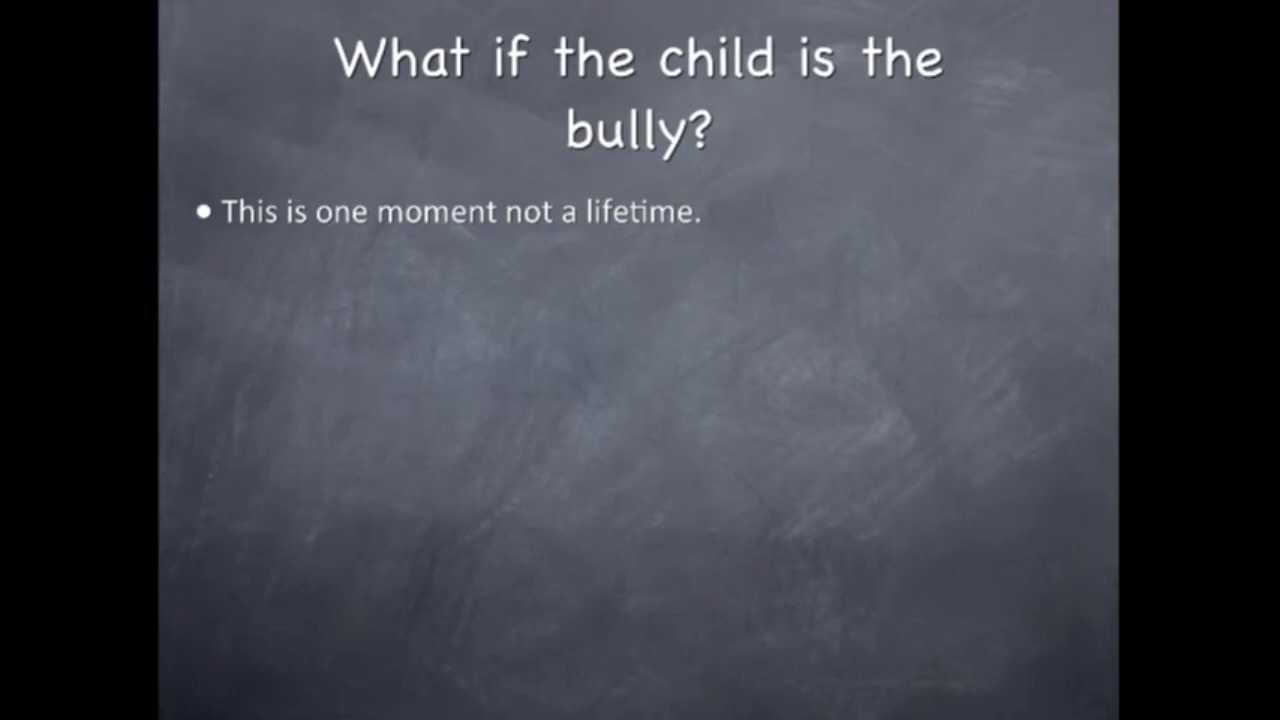 What if the child is the
bully?
• This is one moment not a lifetime.